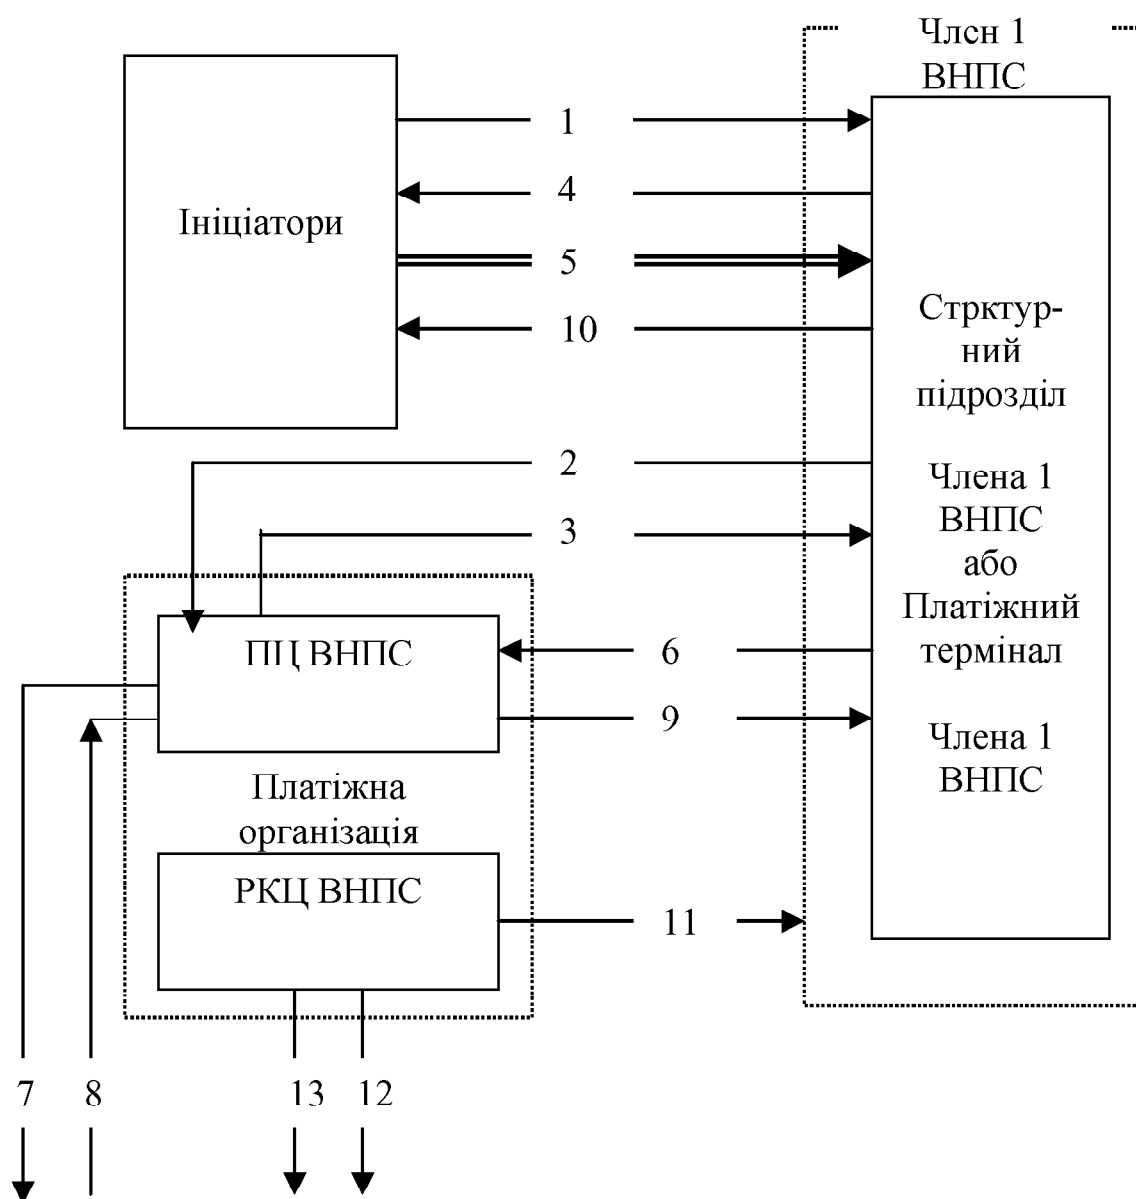 Член 1
ВНПС
1
4
Ініціатори
5
10
Стрктур-
ний
підрозділ
2
Члена 1
ВНПС
3
або
Платіжний
термінал
ПЦ ВНПС
6
9
Члена 1
ВНПС
Платіжна
організація
РКЦ ВНПС
11
7
8
13
12